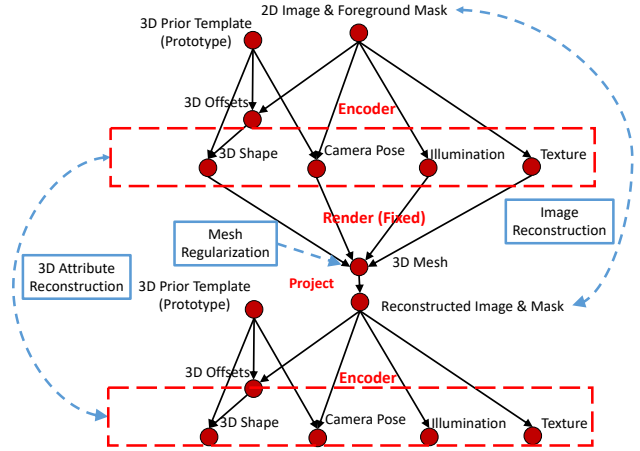 3D Prior Template
(Prototype)
2D Image & Foreground Mask
3D Offsets
Encoder
3D Shape
Camera Pose
Illumination
Texture
Render (Fixed)
Mesh
Regularization
Image
Reconstruction
3D Attribute
Reconstruction
3D Mesh
Project
3D Prior Template
(Prototype)
Reconstructed Image & Mask
3D Offsets
Encoder
3D Shape
Camera Pose
Illumination
Texture